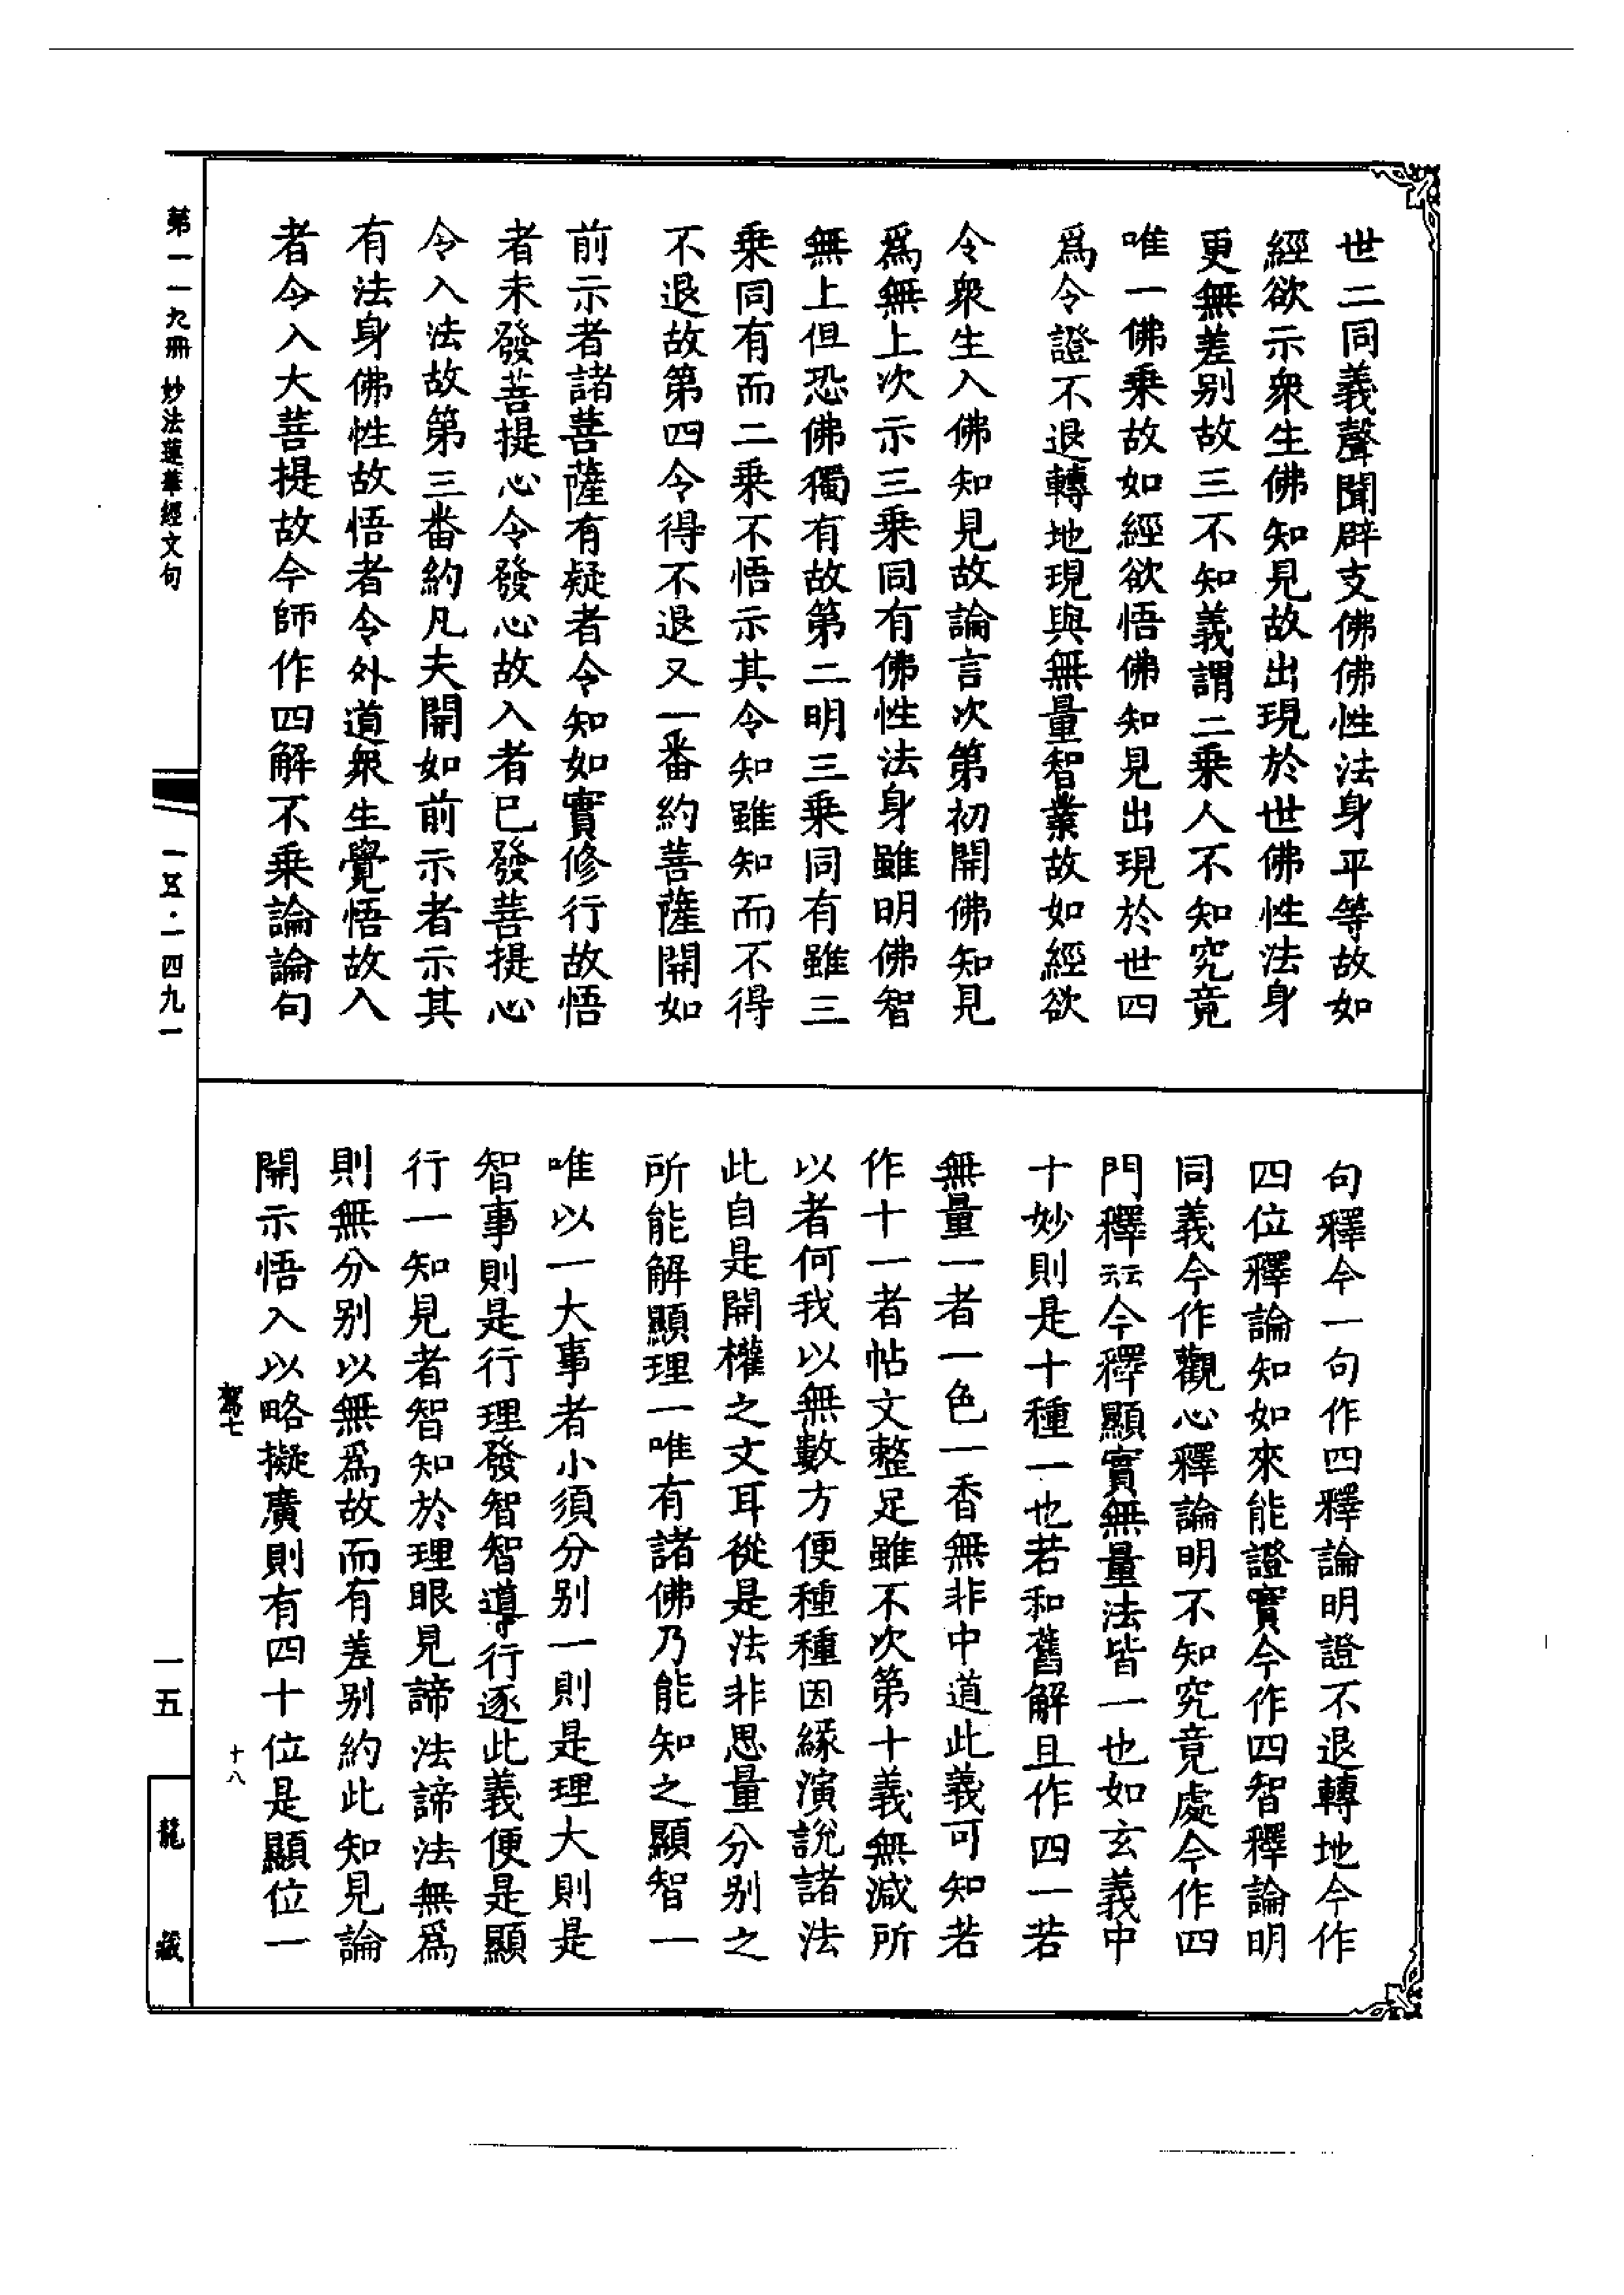 世二同義聲聞辟支佛佛性法身平等故如
經欲示衆生佛知見故出現於世佛性法身
更無差别故三不知義謂二乗人不知究竟
唯一佛乗故如經欲悟佛知見出現於世四
爲令證不退轉地現與無量智業故如經欲
令衆生入佛知見故論言次第初開佛知見
爲無上次示三乗同有佛性法身雖明佛智
無上但恐佛獨有故第二明三乗同有雖三
乗同有而二乗不悟示其令知雖知而不得
不退故第四令得不退又一番約菩薩開如
前示者諸菩薩有疑者令知如實修行故悟
者未發菩提心令發心故入者已發菩提心
令入法故第三番約凡夫開如前示者示其
有法身佛性故悟者令外道衆生覺悟故入
者令入大菩提故今師作四解不乗論論句
句釋今一句作四釋論明證不退轉地今作
四位釋論知如來能證實今作四智釋論明
同義今作觀心釋論明不知究竟處今作四
門釋云云今釋顯實無量法皆一也如玄義中
十妙則是十種一也若和舊解且作四一若
無量一者一色一香無非中道此義可知若
作十一者帖文整足雖不次第十義無減所
以者何我以無數方便種種因緣演説諸法
此自是開權之文耳從是法非思量分别之
所能解顯理一唯有諸佛乃能知之顯智一
唯以一大事者小須分别一則是理大則是
智事則是行理發智智導行逐此義便是顯
行一知見者智知於理眼見諦法諦法無爲
則無分别以無爲故而有差别約此知見論
開示悟入以略擬廣則有四十位是顯位一
駕七
十八
第一一九冊 妙法蓮華經文句
一五·一四九一
一五
龍藏